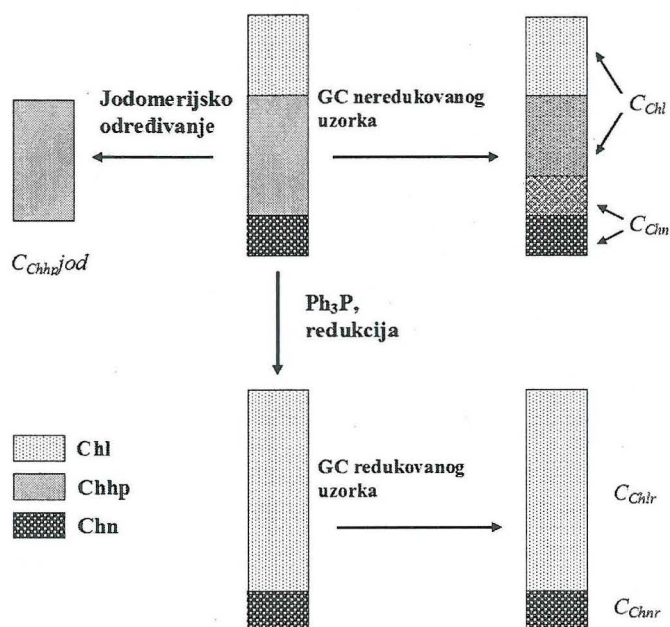 Jodomerijsko
određivanje
GC neredukovanog
uzorka
C_Chl
C_Chn
C_Chhp jod
Ph₃P,
redukcija
Chl
Chhp
Chn
GC redukovanog
uzorka
C_Chlr
C_Chnr